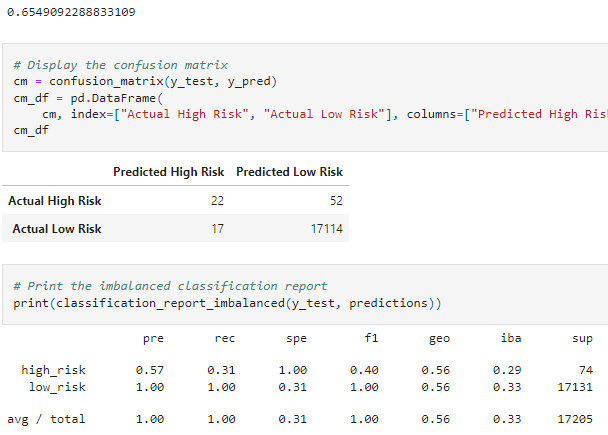 0.6549092288833109
# Display the confusion matrix
cm = confusion_matrix(y_test, y_pred)
cm_df = pd.DataFrame(
    cm, index=["Actual High Risk", "Actual Low Risk"], columns=["Predicted High Ris
cm_df
Predicted High Risk Predicted Low Risk
Actual High Risk 22 52
Actual Low Risk 17 17114
# Print the imbalanced classification report
print(classification_report_imbalanced(y_test, predictions))
pre rec spe f1 geo iba sup
high_risk 0.57 0.31 1.00 0.40 0.56 0.29 74
low_risk 1.00 1.00 0.31 1.00 0.56 0.33 17131
avg / total 1.00 1.00 0.31 1.00 0.56 0.33 17205